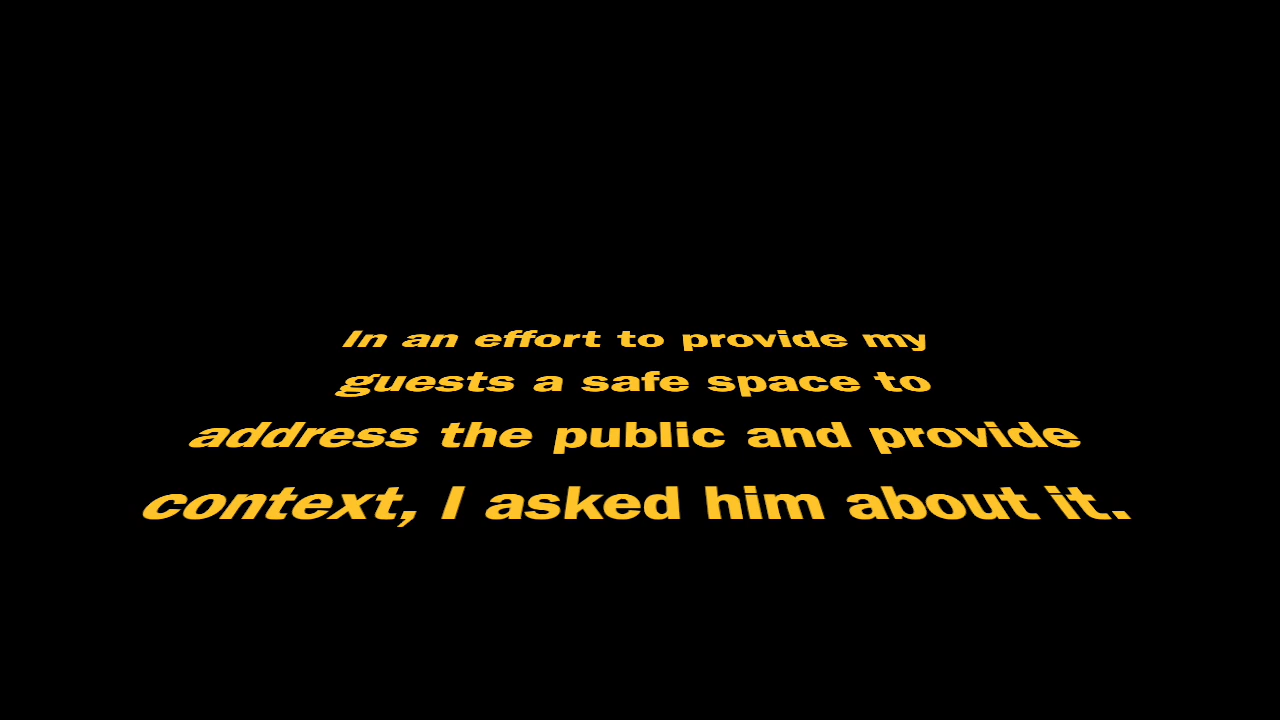 In an effort to provide my
guests a safe space to
address the public and provide
context, I asked him about it.